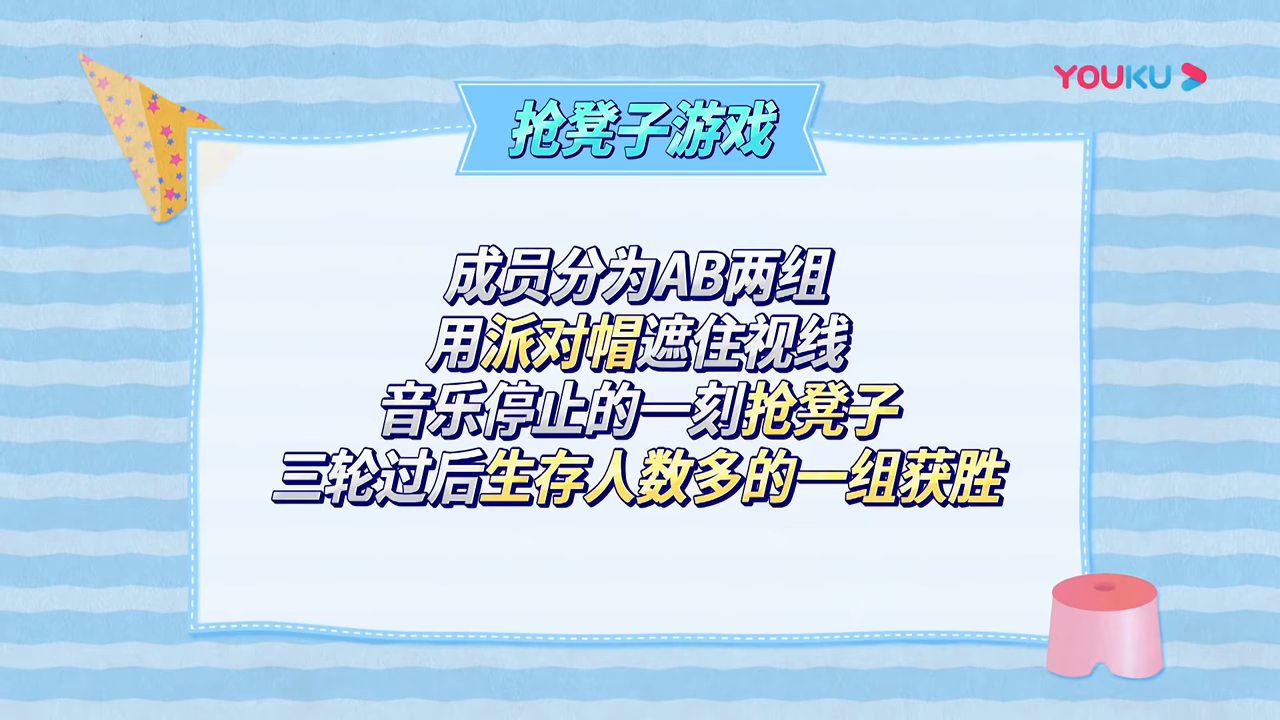 YOUKU
抢凳子游戏
成员分为AB两组
用派对帽遮住视线
音乐停止的一刻抢凳子
三轮过后生存人数多的一组获胜